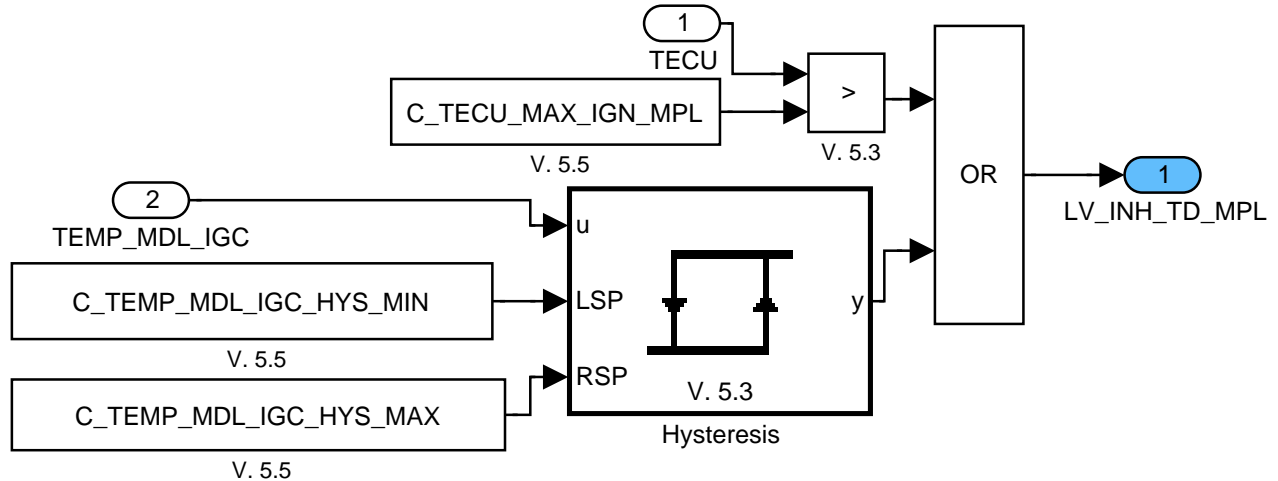 1
TECU
C_TECU_MAX_IGN_MPL
V. 5.5
>
V. 5.3
OR
1
LV_INH_TD_MPL
2
TEMP_MDL_IGC
C_TEMP_MDL_IGC_HYS_MIN
V. 5.5
C_TEMP_MDL_IGC_HYS_MAX
V. 5.5
u
LSP
RSP
y
V. 5.3
Hysteresis